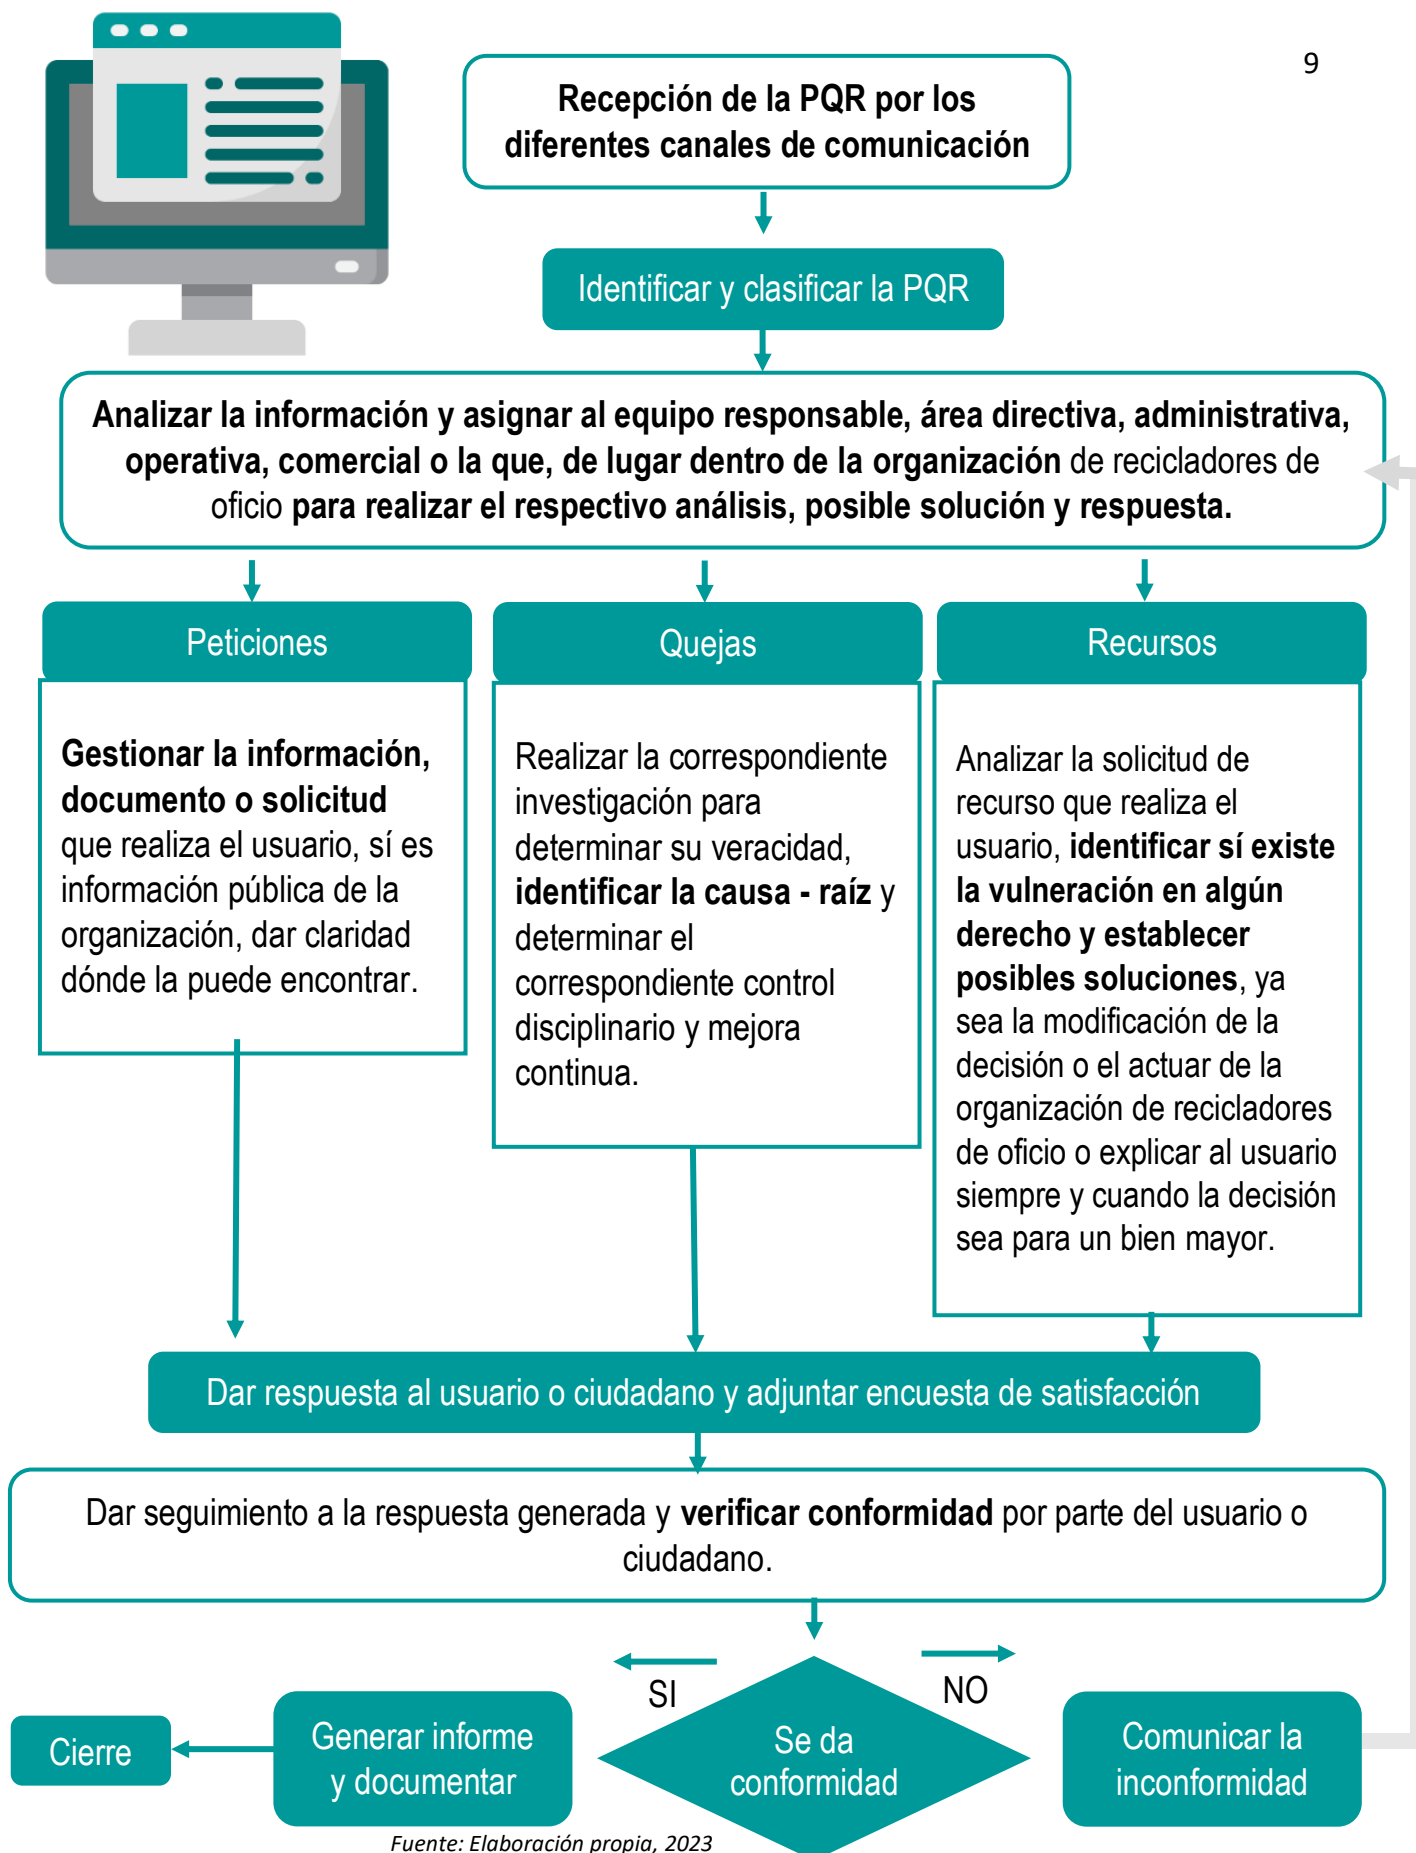 9
Recepción de la PQR por los
diferentes canales de comunicación
Identificar y clasificar la PQR
Analizar la información y asignar al equipo responsable, área directiva, administrativa,
operativa, comercial o la que, de lugar dentro de la organización de recicladores de
oficio para realizar el respectivo análisis, posible solución y respuesta.
Peticiones
Gestionar la información,
documento o solicitud
que realiza el usuario, sí es
información pública de la
organización, dar claridad
dónde la puede encontrar.
Quejas
Realizar la correspondiente
investigación para
determinar su veracidad,
identificar la causa - raíz y
determinar el
correspondiente control
disciplinario y mejora
continua.
Recursos
Analizar la solicitud de
recurso que realiza el
usuario, identificar sí existe
la vulneración en algún
derecho y establecer
posibles soluciones, ya
sea la modificación de la
decisión o el actuar de la
organización de recicladores
de oficio o explicar al usuario
siempre y cuando la decisión
sea para un bien mayor.
Dar respuesta al usuario o ciudadano y adjuntar encuesta de satisfacción
Dar seguimiento a la respuesta generada y verificar conformidad por parte del usuario o
ciudadano.
SI
NO
Cierre
Generar informe
y documentar
Se da
conformidad
Comunicar la
inconformidad
Fuente: Elaboración propia, 2023